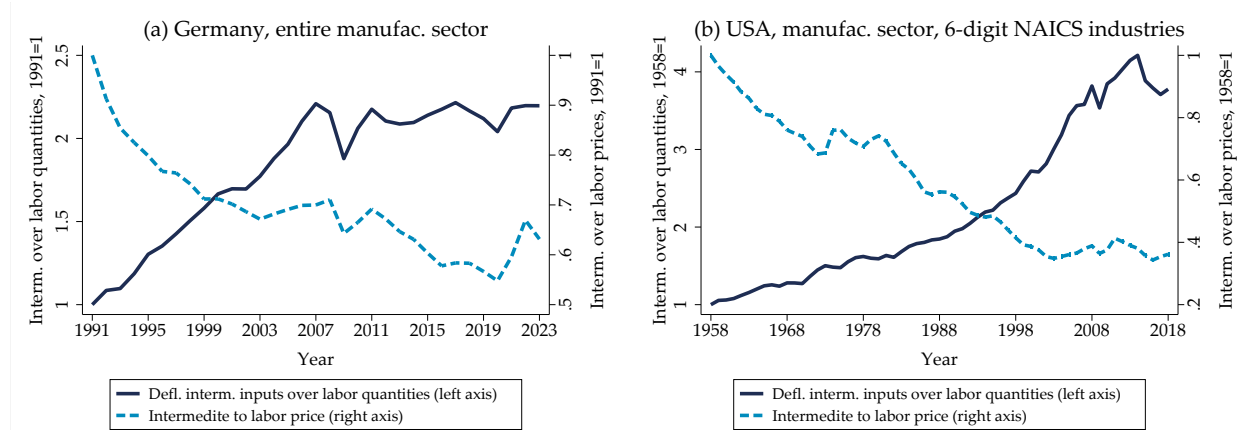 (a) Germany, entire manufac. sector
Interm. over labor quantities, 1991=1
2.5
2
1.5
1
Interm. over labor prices, 1991=1
1
.9
.8
.7
.6
.5
1991 1995 1999 2003 2007 2011 2015 2019 2023
Year
Defl. interm. inputs over labor quantities (left axis)
Intermedite to labor price (right axis)
(b) USA, manufac. sector, 6-digit NAICS industries
Interm. over labor quantities, 1958=1
4
3
2
1
Interm. over labor prices, 1958=1
1
.8
.6
.4
.2
1958 1968 1978 1988 1998 2008 2018
Year
Defl. interm. inputs over labor quantities (left axis)
Intermedite to labor price (right axis)